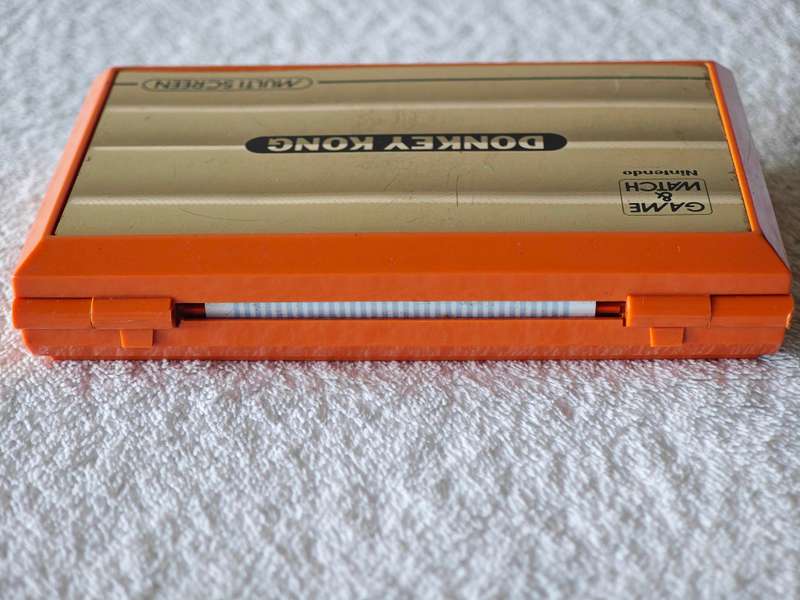 MULTI SCREEN
DONKEY KONG
Nintendo
GAME
&
WATCH